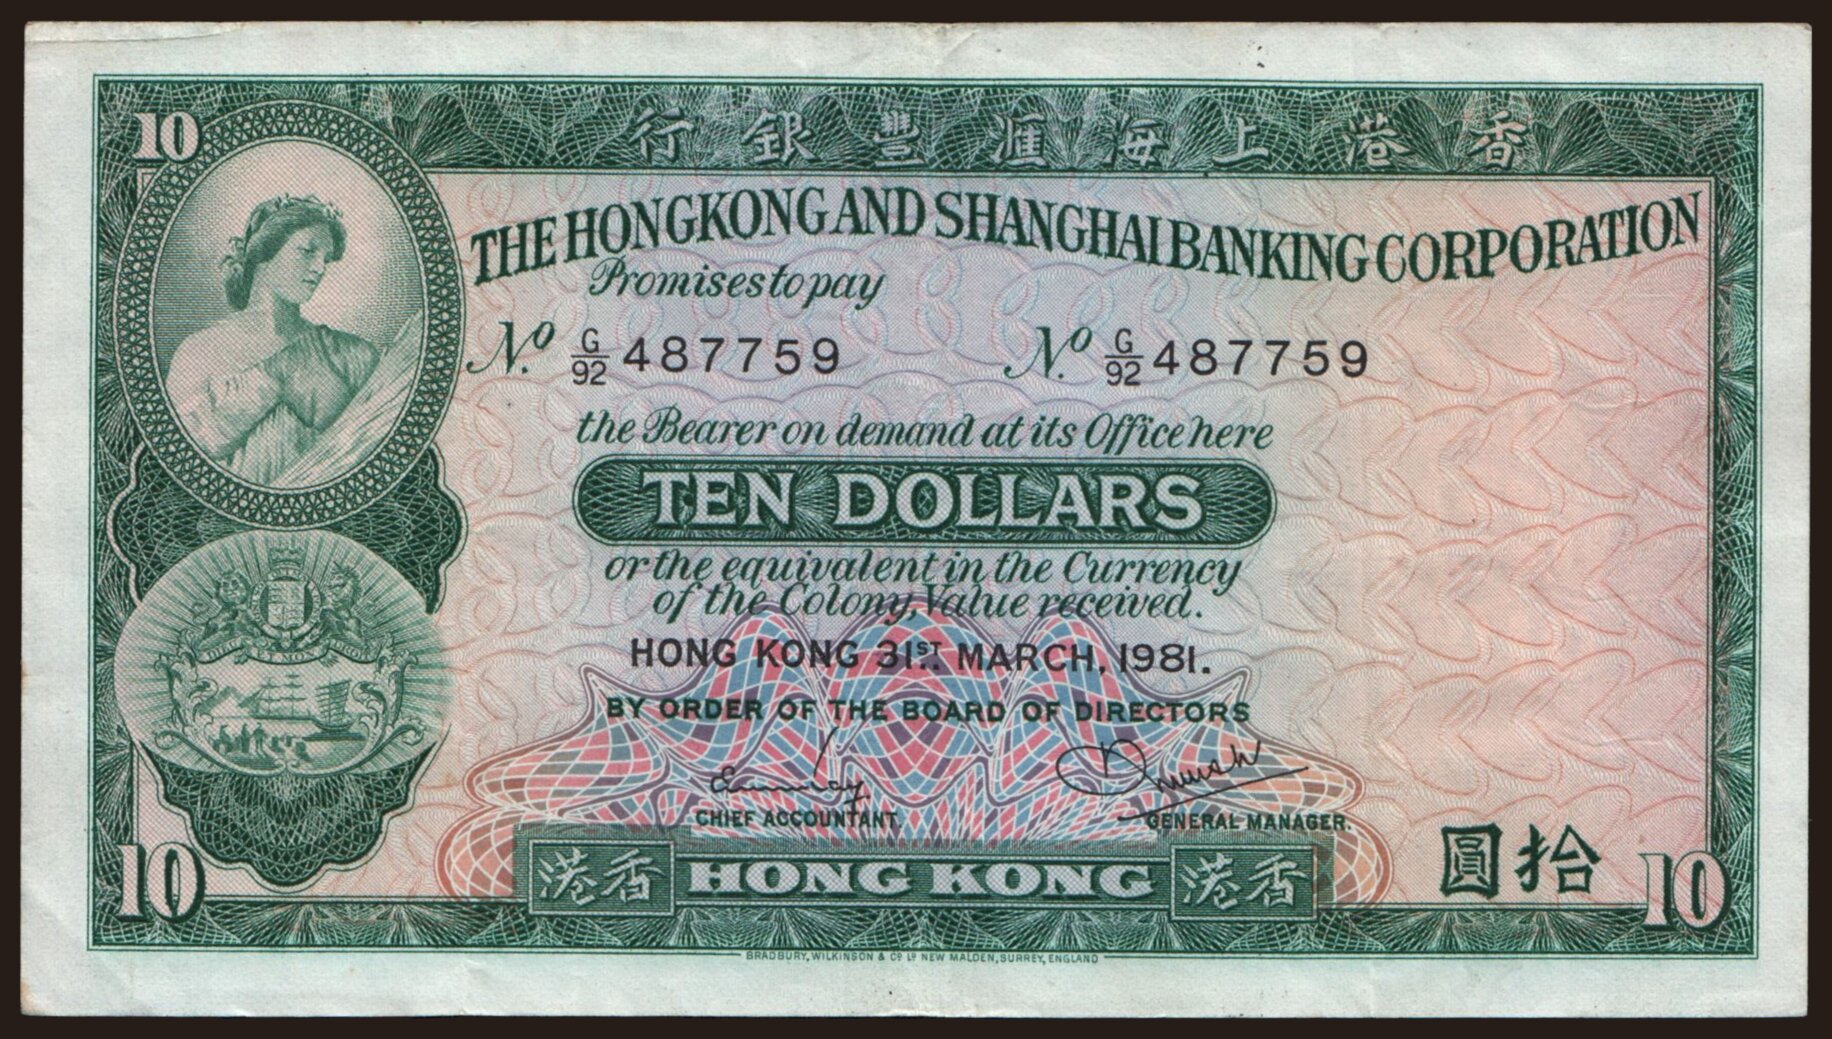 10
行 銀 豐 滙 海 上 港 香
THE HONGKONG AND SHANGHAI BANKING CORPORATION
Promises to pay
No. G/92 487759 No. G/92 487759
the Bearer on demand at its Office here
TEN DOLLARS
or the equivalent in the Currency
of the Colony, Value received.
HONG KONG 31ST. MARCH, 1981.
BY ORDER OF THE BOARD OF DIRECTORS
CHIEF ACCOUNTANT. GENERAL MANAGER.
圓拾
10 港香 HONG KONG 港香 10
BRADBURY, WILKINSON & Co. Ld. NEW MALDEN, SURREY, ENGLAND